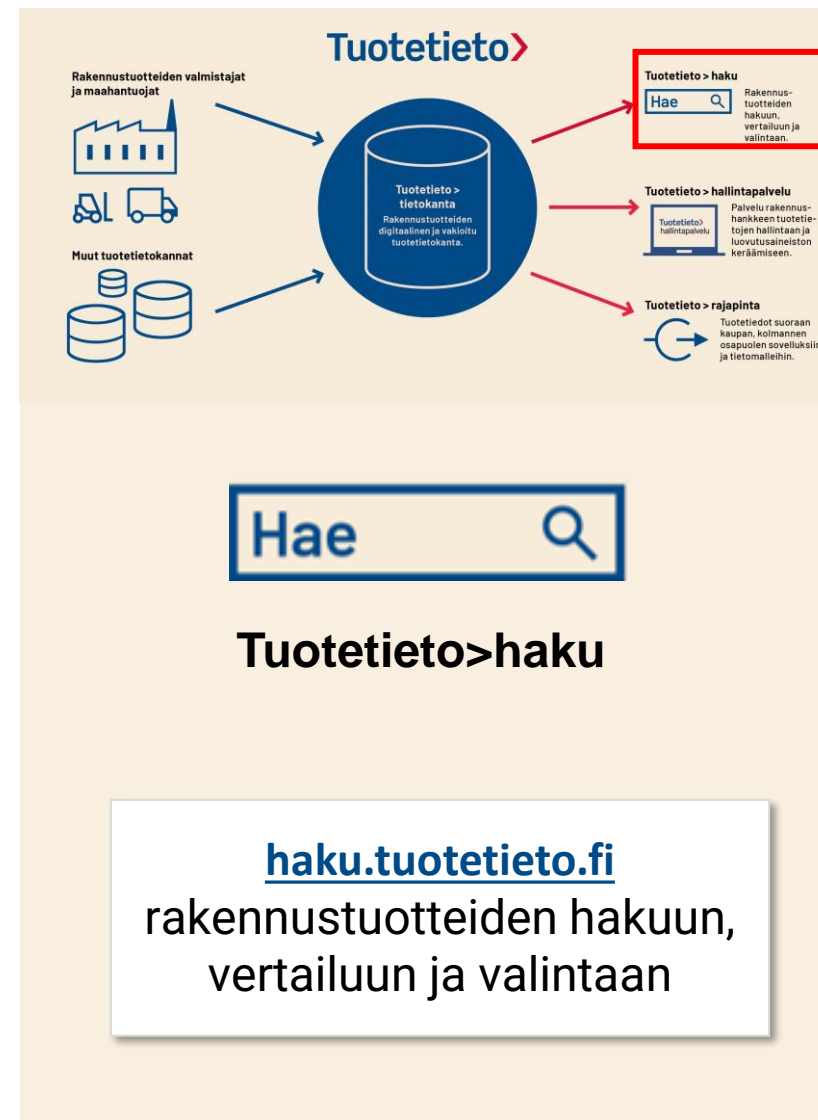 Tuotetieto>
Rakennustuotteiden valmistajat
ja maahantuojat
Muut tuotetietokannat
Tuotetieto >
tietokanta
Rakennustuotteiden
digitaalinen ja vakioitu
tuotetietokanta.
Tuotetieto > haku
Hae
Rakennus-
tuotteiden
hakuun,
vertailuun ja
valintaan.
Tuotetieto > hallintapalvelu
Tuotetieto>
hallintapalvelu
Palvelu rakennus-
hankkeen tuotetie-
tojen hallintaan ja
luovutusaineiston
keräämiseen.
Tuotetieto > rajapinta
Tuotetiedot suoraan
kaupan, kolmannen
osapuolen sovelluksiin
ja tietomalleihin.
Hae
Tuotetieto>haku
haku.tuotetieto.fi
rakennustuotteiden hakuun,
vertailuun ja valintaan